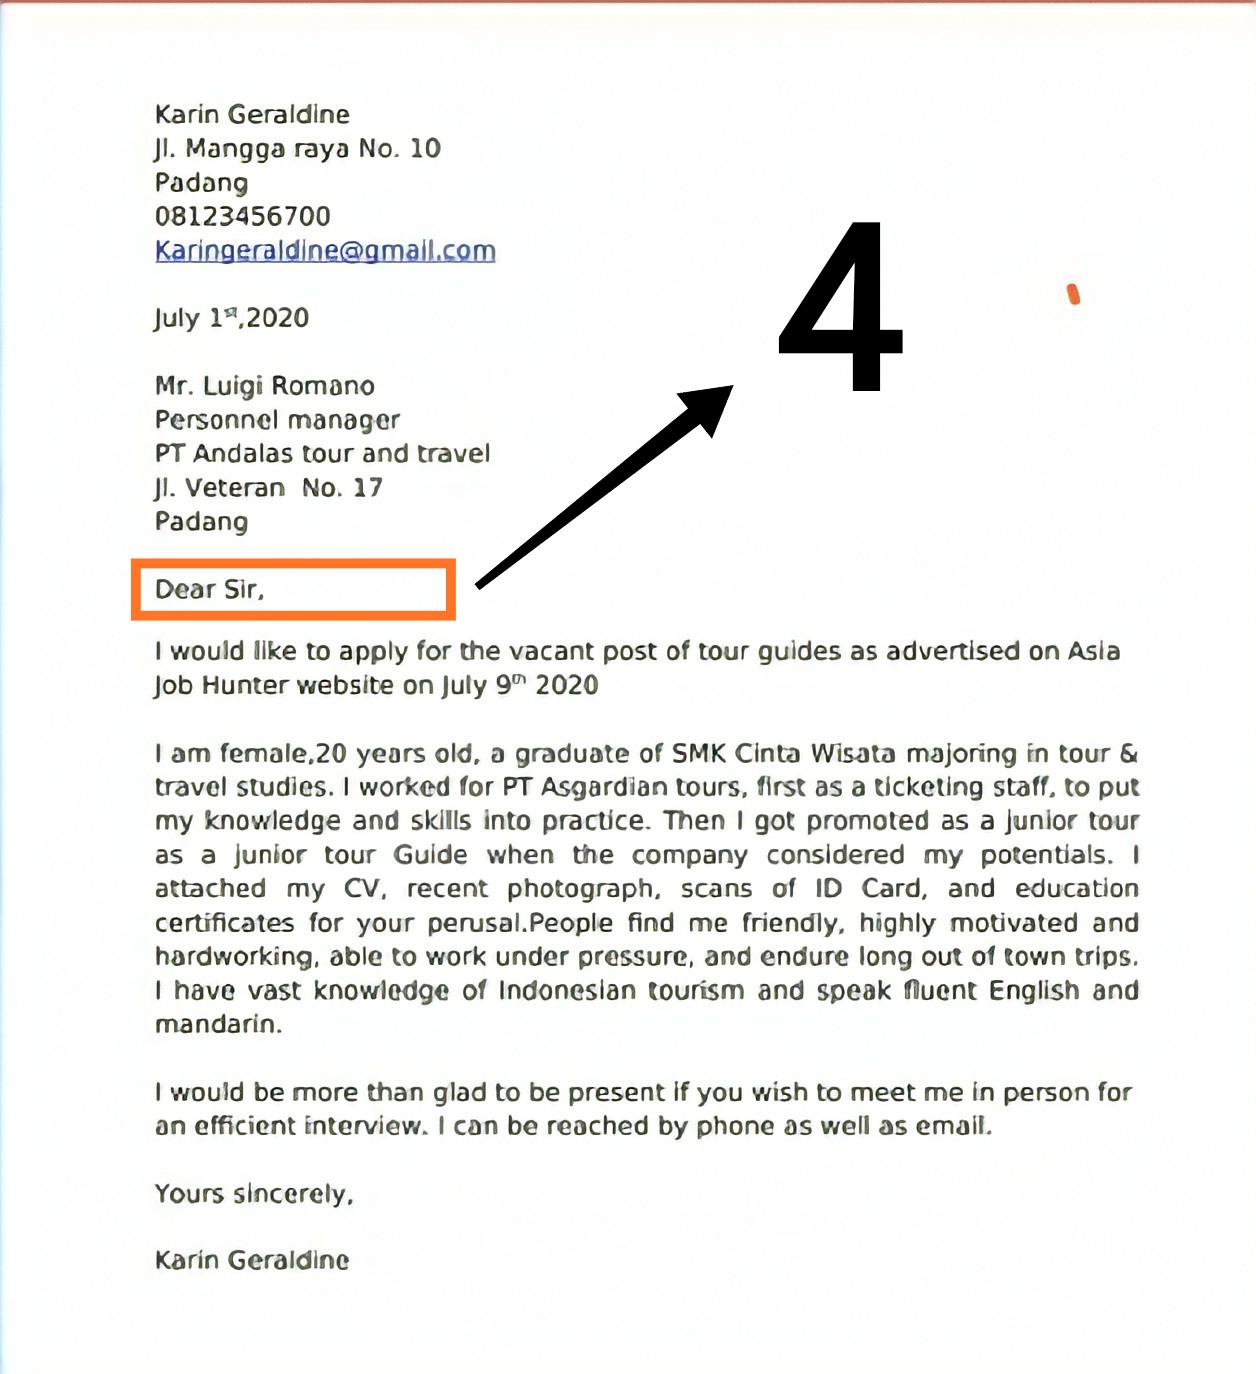 Karin Geraldine
Jl. Mangga raya No. 10
Padang
08123456700
Karingeraldine@gmail.com
July 1st,2020
Mr. Luigi Romano
Personnel manager
PT Andalas tour and travel
Jl. Veteran No. 17
Padang
4
Dear Sir,
I would like to apply for the vacant post of tour guides as advertised on Asia
Job Hunter website on July 9th 2020
I am female,20 years old, a graduate of SMK Cinta Wisata majoring in tour &
travel studies. I worked for PT Asgardian tours, first as a ticketing staff, to put
my knowledge and skills into practice. Then I got promoted as a junior tour
as a junior tour Guide when the company considered my potentials. I
attached my CV, recent photograph, scans of ID Card, and education
certificates for your perusal.People find me friendly, highly motivated and
hardworking, able to work under pressure, and endure long out of town trips.
I have vast knowledge of Indonesian tourism and speak fluent English and
mandarin.
I would be more than glad to be present if you wish to meet me in person for
an efficient interview. I can be reached by phone as well as email.
Yours sincerely,
Karin Geraldine